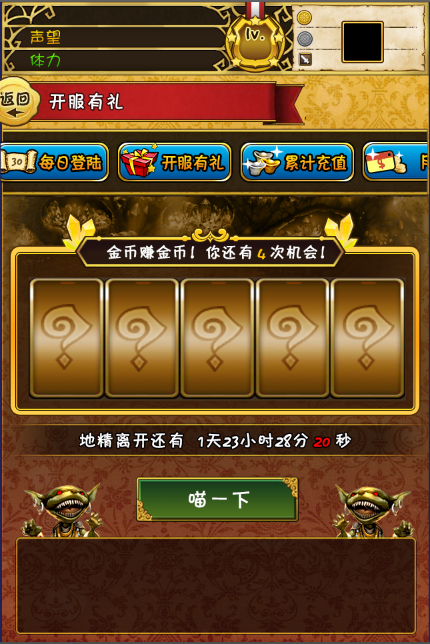 lv.
声望
体力
返回
开服有礼
30
每日登陆
开服有礼
累计充值
金币赚金币！你还有4次机会！
地精离开还有 1天23小时28分20秒
喵一下